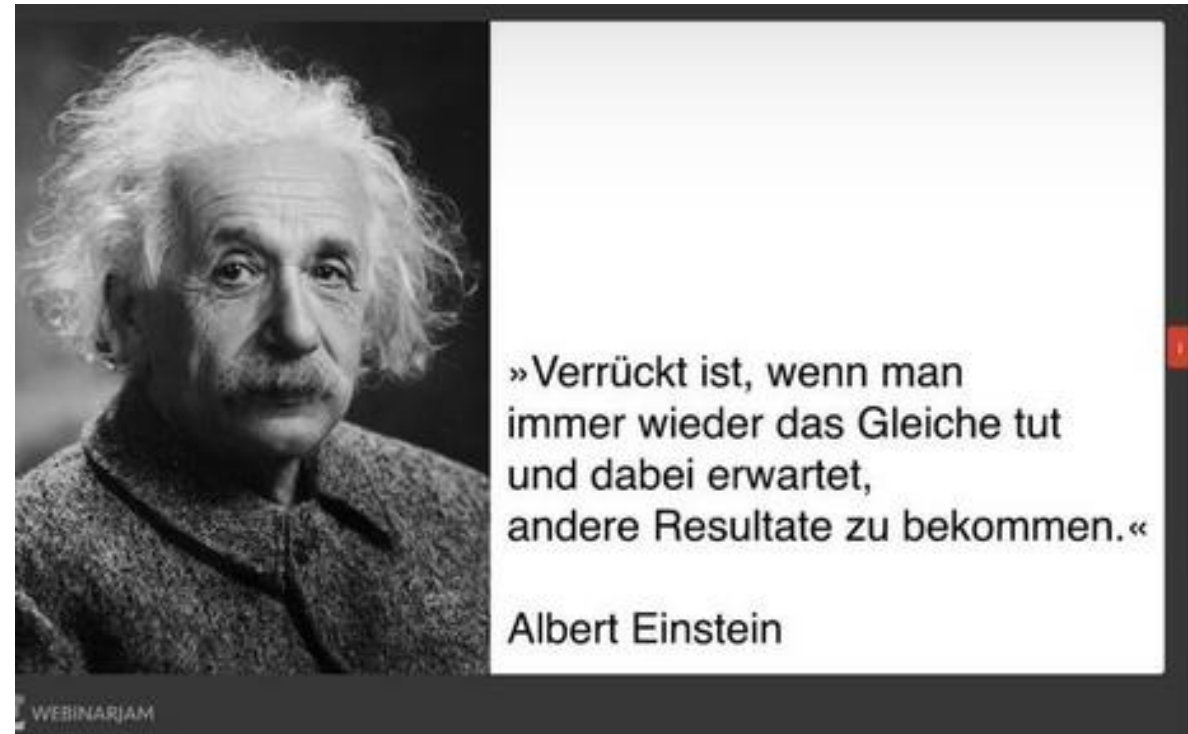 »Verrückt ist, wenn man
immer wieder das Gleiche tut
und dabei erwartet,
andere Resultate zu bekommen.«
Albert Einstein
WEBINARJAM